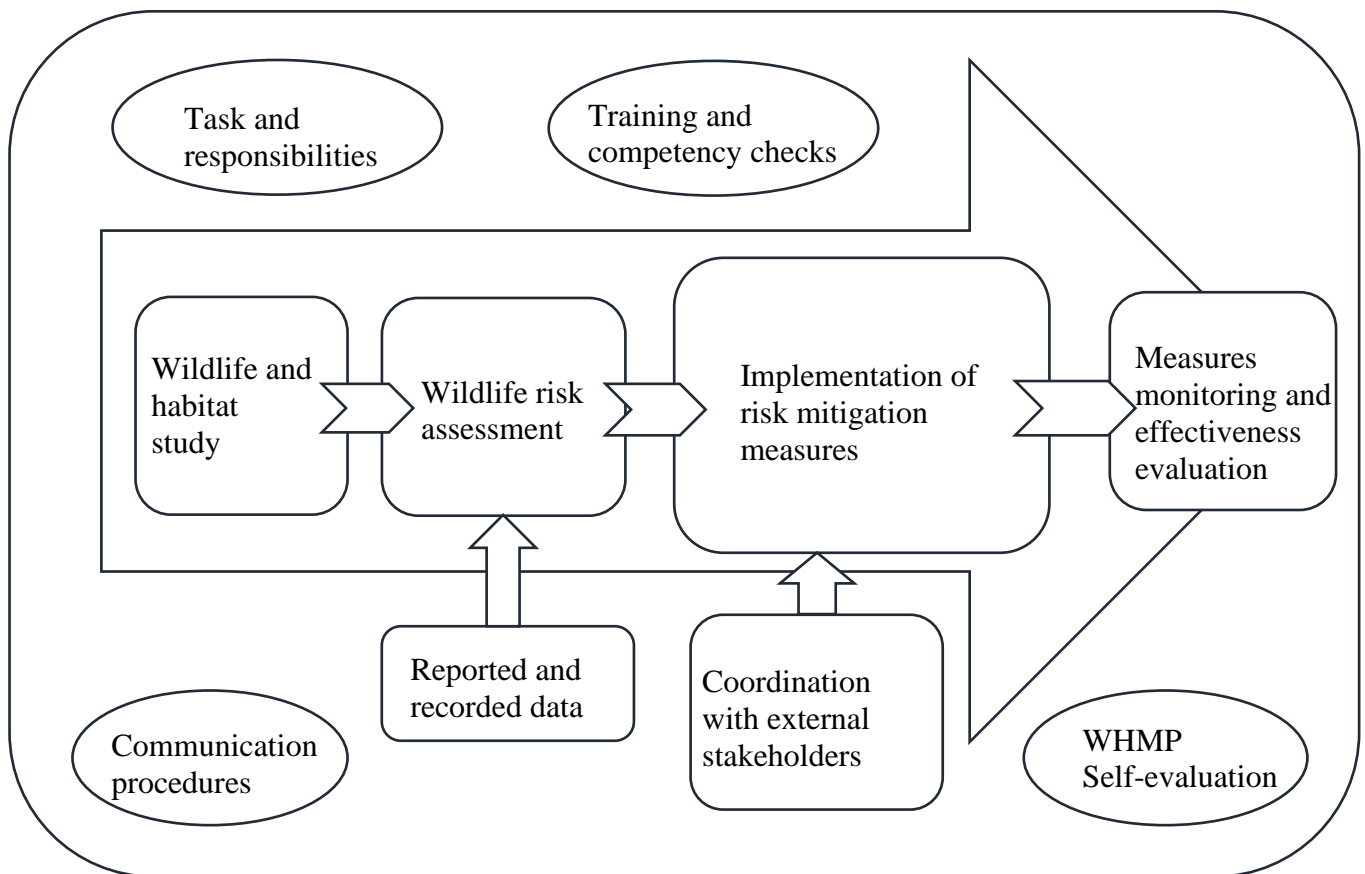 Task and
responsibilities
Training and
competency checks
Wildlife and
habitat
study
Wildlife risk
assessment
Implementation of
risk mitigation
measures
Measures
monitoring and
effectiveness
evaluation
Reported and
recorded data
Coordination
with external
stakeholders
Communication
procedures
WHMP
Self-evaluation